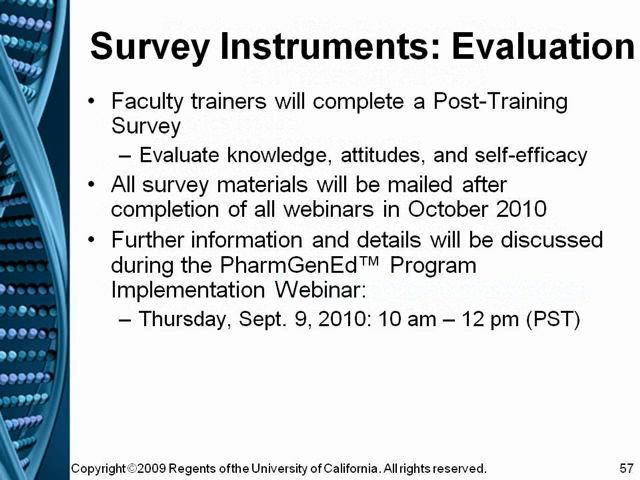 Survey Instruments: Evaluation
• Faculty trainers will complete a Post-Training
Survey
– Evaluate knowledge, attitudes, and self-efficacy
• All survey materials will be mailed after
completion of all webinars in October 2010
• Further information and details will be discussed
during the PharmGenEd™ Program
Implementation Webinar:
– Thursday, Sept. 9, 2010: 10 am – 12 pm (PST)
Copyright ©2009 Regents of the University of California. All rights reserved.
57